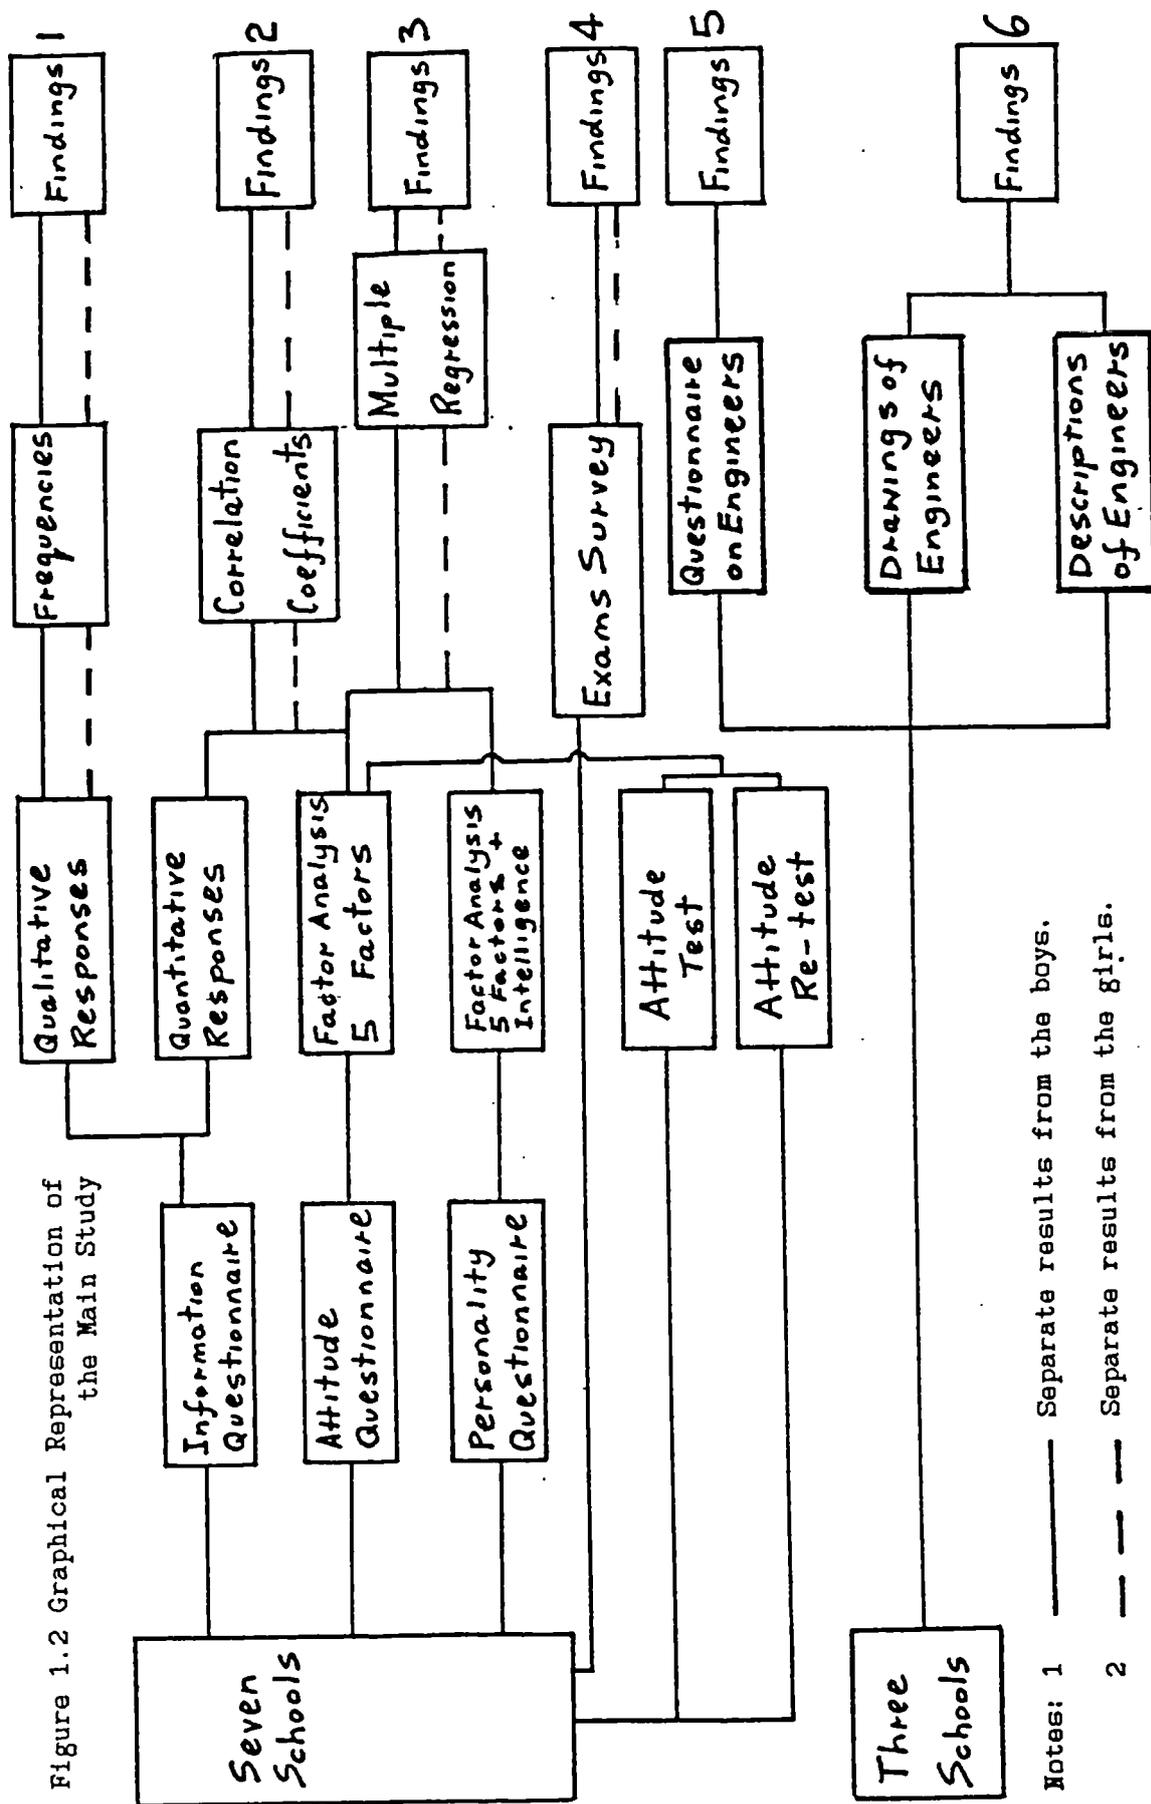 Figure 1.2 Graphical Representation of
the Main Study
Seven
Schools
Three
Schools
Information
Questionnaire
Attitude
Questionnaire
Personality
Questionnaire
Qualitative
Responses
Quantitative
Responses
Factor Analysis
5 Factors
Factor Analysis
5 Factors +
Intelligence
Attitude
Test
Attitude
Re-test
Frequencies
Correlation
Coefficients
Multiple
Regression
Exams Survey
Questionnaire
on Engineers
Drawings of
Engineers
Descriptions
of Engineers
Findings 1
Findings 2
Findings 3
Findings 4
Findings 5
Findings 6
Notes: 1 Separate results from the boys.
2 Separate results from the girls.